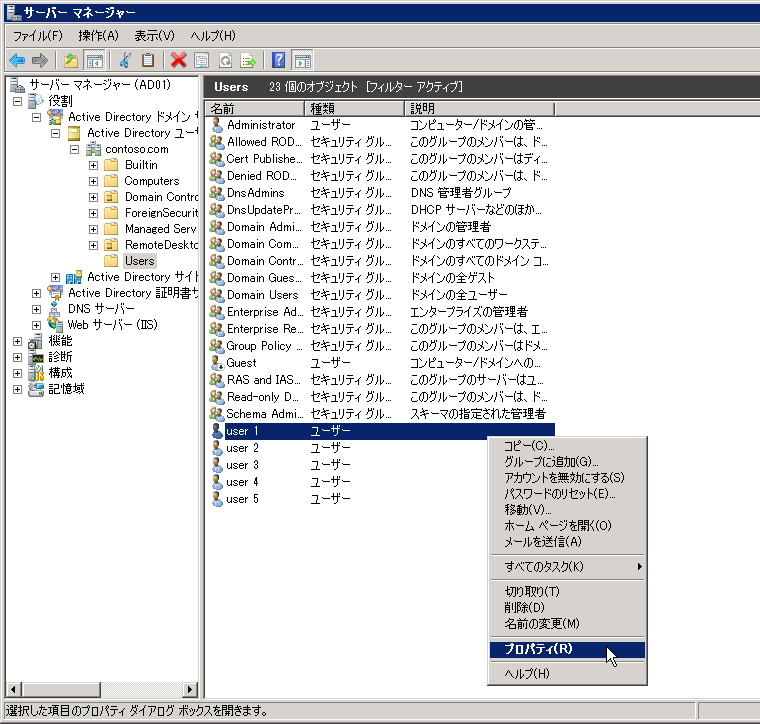 サーバー マネージャー
ファイル(F) 操作(A) 表示(V) ヘルプ(H)
サーバー マネージャー (AD01)
役割
Active Directory ドメイン サ
Active Directory ユー
contoso.com
Builtin
Computers
Domain Contro
ForeignSecurit
Managed Serv
RemoteDeskto
Users
Active Directory サイト
Active Directory 証明書サ
DNS サーバー
Web サーバー (IIS)
機能
診断
構成
記憶域
Users 23 個のオブジェクト [フィルター アクティブ]
名前 種類 説明
Administrator ユーザー コンピューター/ドメインの管...
Allowed ROD... セキュリティ グル... このグループのメンバーは、ド...
Cert Publishe... セキュリティ グル... このグループのメンバーはディ...
Denied ROD... セキュリティ グル... このグループのメンバーは、ド...
DnsAdmins セキュリティ グル... DNS 管理者グループ
DnsUpdatePr... セキュリティ グル... DHCP サーバーなどのほか...
Domain Admi... セキュリティ グル... ドメインの管理者
Domain Com... セキュリティ グル... ドメインのすべてのワークステ...
Domain Contr... セキュリティ グル... ドメインのすべてのドメイン コ...
Domain Gues... セキュリティ グル... ドメインの全ゲスト
Domain Users セキュリティ グル... ドメインの全ユーザー
Enterprise Ad... セキュリティ グル... エンタープライズの管理者
Enterprise Re... セキュリティ グル... このグループのメンバーは、エ...
Group Policy ... セキュリティ グル... このグループのメンバーはドメ...
Guest ユーザー コンピューター/ドメインへの...
RAS and IAS... セキュリティ グル... このグループのサーバーはユ...
Read-only D... セキュリティ グル... このグループのメンバーは、ド...
Schema Admi... セキュリティ グル... スキーマの指定された管理者
user 1 ユーザー
user 2 ユーザー
user 3 ユーザー
user 4 ユーザー
user 5 ユーザー
コピー(C)...
グループに追加(G)...
アカウントを無効にする(S)
パスワードのリセット(E)...
移動(V)...
ホーム ページを開く(O)
メールを送信(A)
すべてのタスク(K)
切り取り(T)
削除(D)
名前の変更(M)
プロパティ(R)
ヘルプ(H)
選択した項目のプロパティ ダイアログ ボックスを開きます。